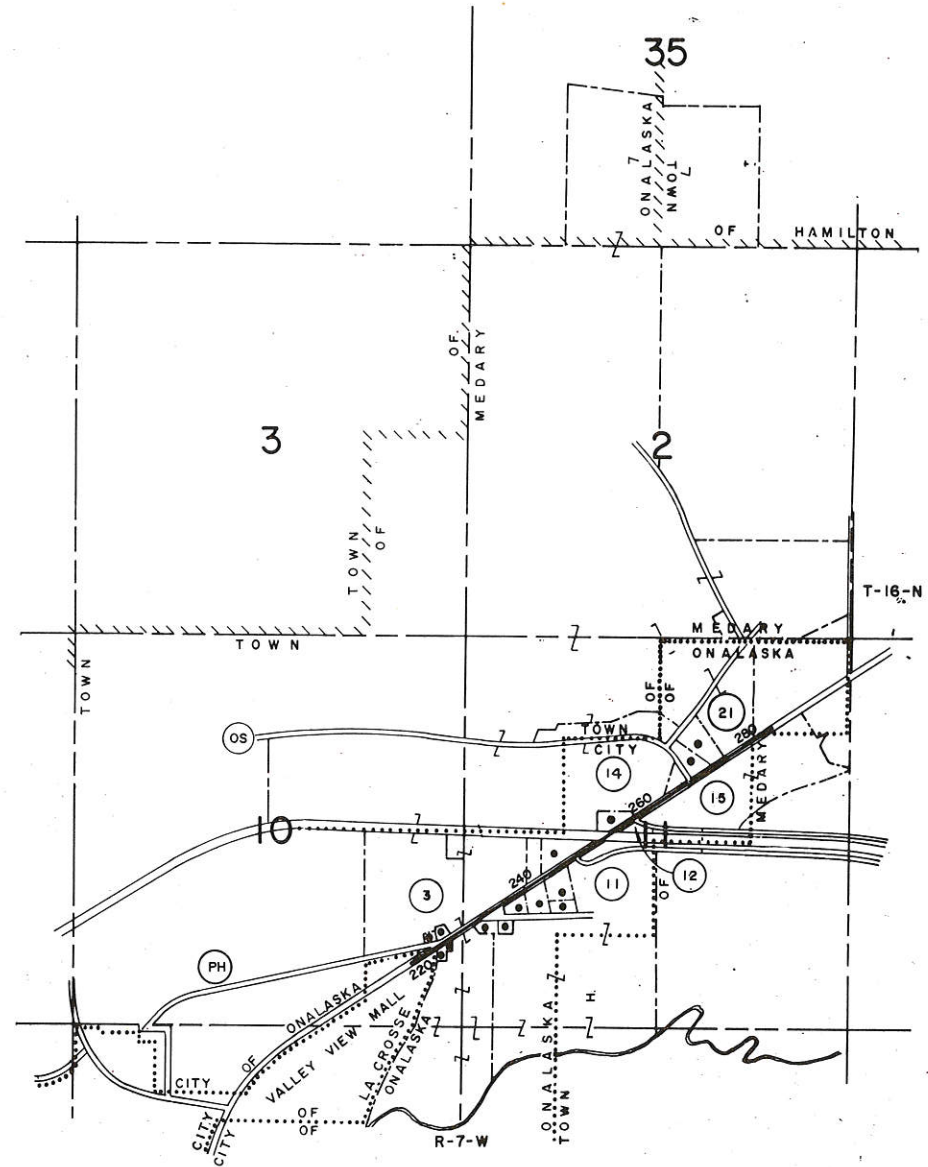 35
ONALASKA
TOWN
OF HAMILTON
OF
MEDARY
3
2
TOWN
OF
T-16-N
TOWN
TOWN
MEDARY
ONALASKA
OF
OF
21
OS
TOWN
CITY
280
14
15
MEDARY
260
10
11
240
11
12
OF
3
PH
220
ONALASKA
OF
VALLEY VIEW MALL
LA CROSSE
ONALASKA
H.
ONALASKA
TOWN
CITY
CITY
CITY
OF
OF
R-7-W